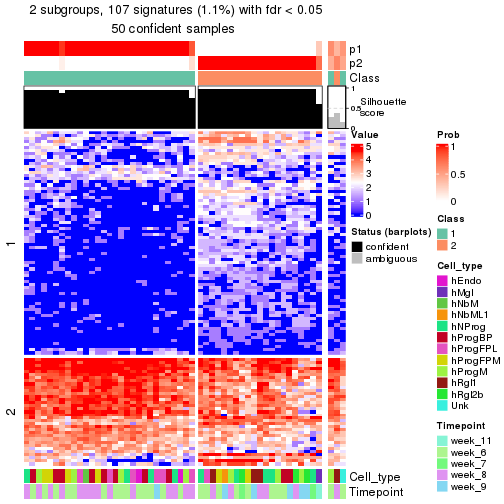 2 subgroups, 107 signatures (1.1%) with fdr < 0.05
50 confident samples
p1
p2
Class
1
0.5
0
Silhouette
score
1
2
Cell_type
Timepoint
Value
5
4
3
2
1
0
Status (barplots)
confident
ambiguous
Prob
1
0.5
0
Class
1
2
Cell_type
hEndo
hMgl
hNbM
hNbML1
hNProg
hProgBP
hProgFPL
hProgFPM
hProgM
hRgl1
hRgl2b
Unk
Timepoint
week_11
week_6
week_7
week_8
week_9